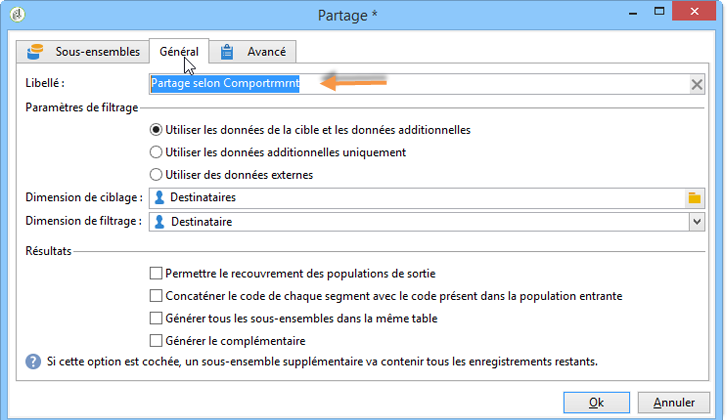 Partage *
Sous-ensembles Général Avancé
Libellé : Partage selon Comportrmrnt
Paramètres de filtrage
Utiliser les données de la cible et les données additionnelles
Utiliser les données additionnelles uniquement
Utiliser des données externes
Dimension de ciblage : Destinataires
Dimension de filtrage : Destinataire
Résultats
Permettre le recouvrement des populations de sortie
Concaténer le code de chaque segment avec le code présent dans la population entrante
Générer tous les sous-ensembles dans la même table
Générer le complémentaire
Si cette option est cochée, un sous-ensemble supplémentaire va contenir tous les enregistrements restants.
Ok Annuler